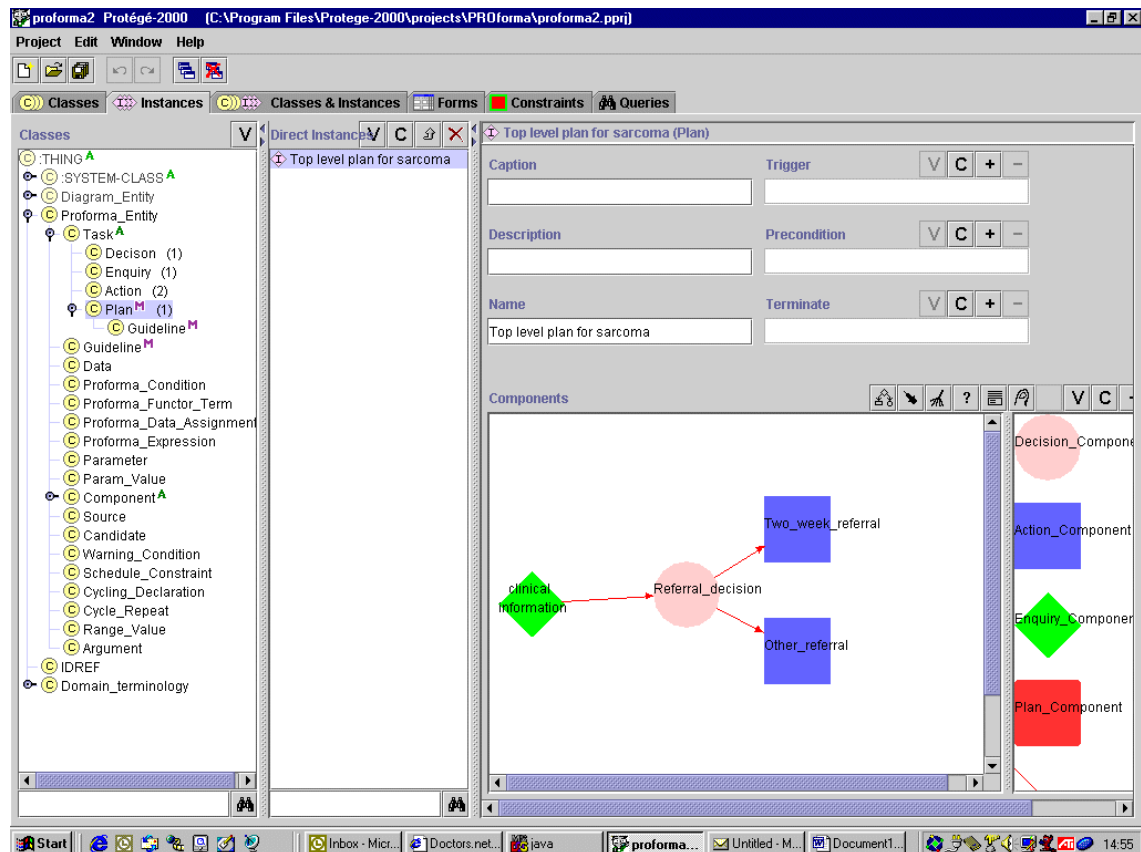 proforma2 Protégé-2000 (C:\Program Files\Protege-2000\projects\PROforma\proforma2.pprj)
Project Edit Window Help
Classes Instances Classes & Instances Forms Constraints Queries
Classes V
:THING A
:SYSTEM-CLASS A
Diagram_Entity
Proforma_Entity
Task A
Decison (1)
Enquiry (1)
Action (2)
Plan M (1)
Guideline M
Guideline M
Data
Proforma_Condition
Proforma_Functor_Term
Proforma_Data_Assignment
Proforma_Expression
Parameter
Param_Value
Component A
Source
Candidate
Warning_Condition
Schedule_Constraint
Cycling_Declaration
Cycle_Repeat
Range_Value
Argument
IDREF
Domain_terminology
Direct Instances V C
Top level plan for sarcoma
Top level plan for sarcoma (Plan)
Caption
Trigger V C + -
Description
Precondition V C + -
Name
Top level plan for sarcoma
Terminate V C + -
Components ? V C
clinical
Information
Referral_decision
Two_week_referral
Other_referral
Decision_Compone
Action_Component
Enquiry_Componer
Plan_Component
Start Inbox - Micr... Doctors.net... java proforma... Untitled - M... Document1... 14:55